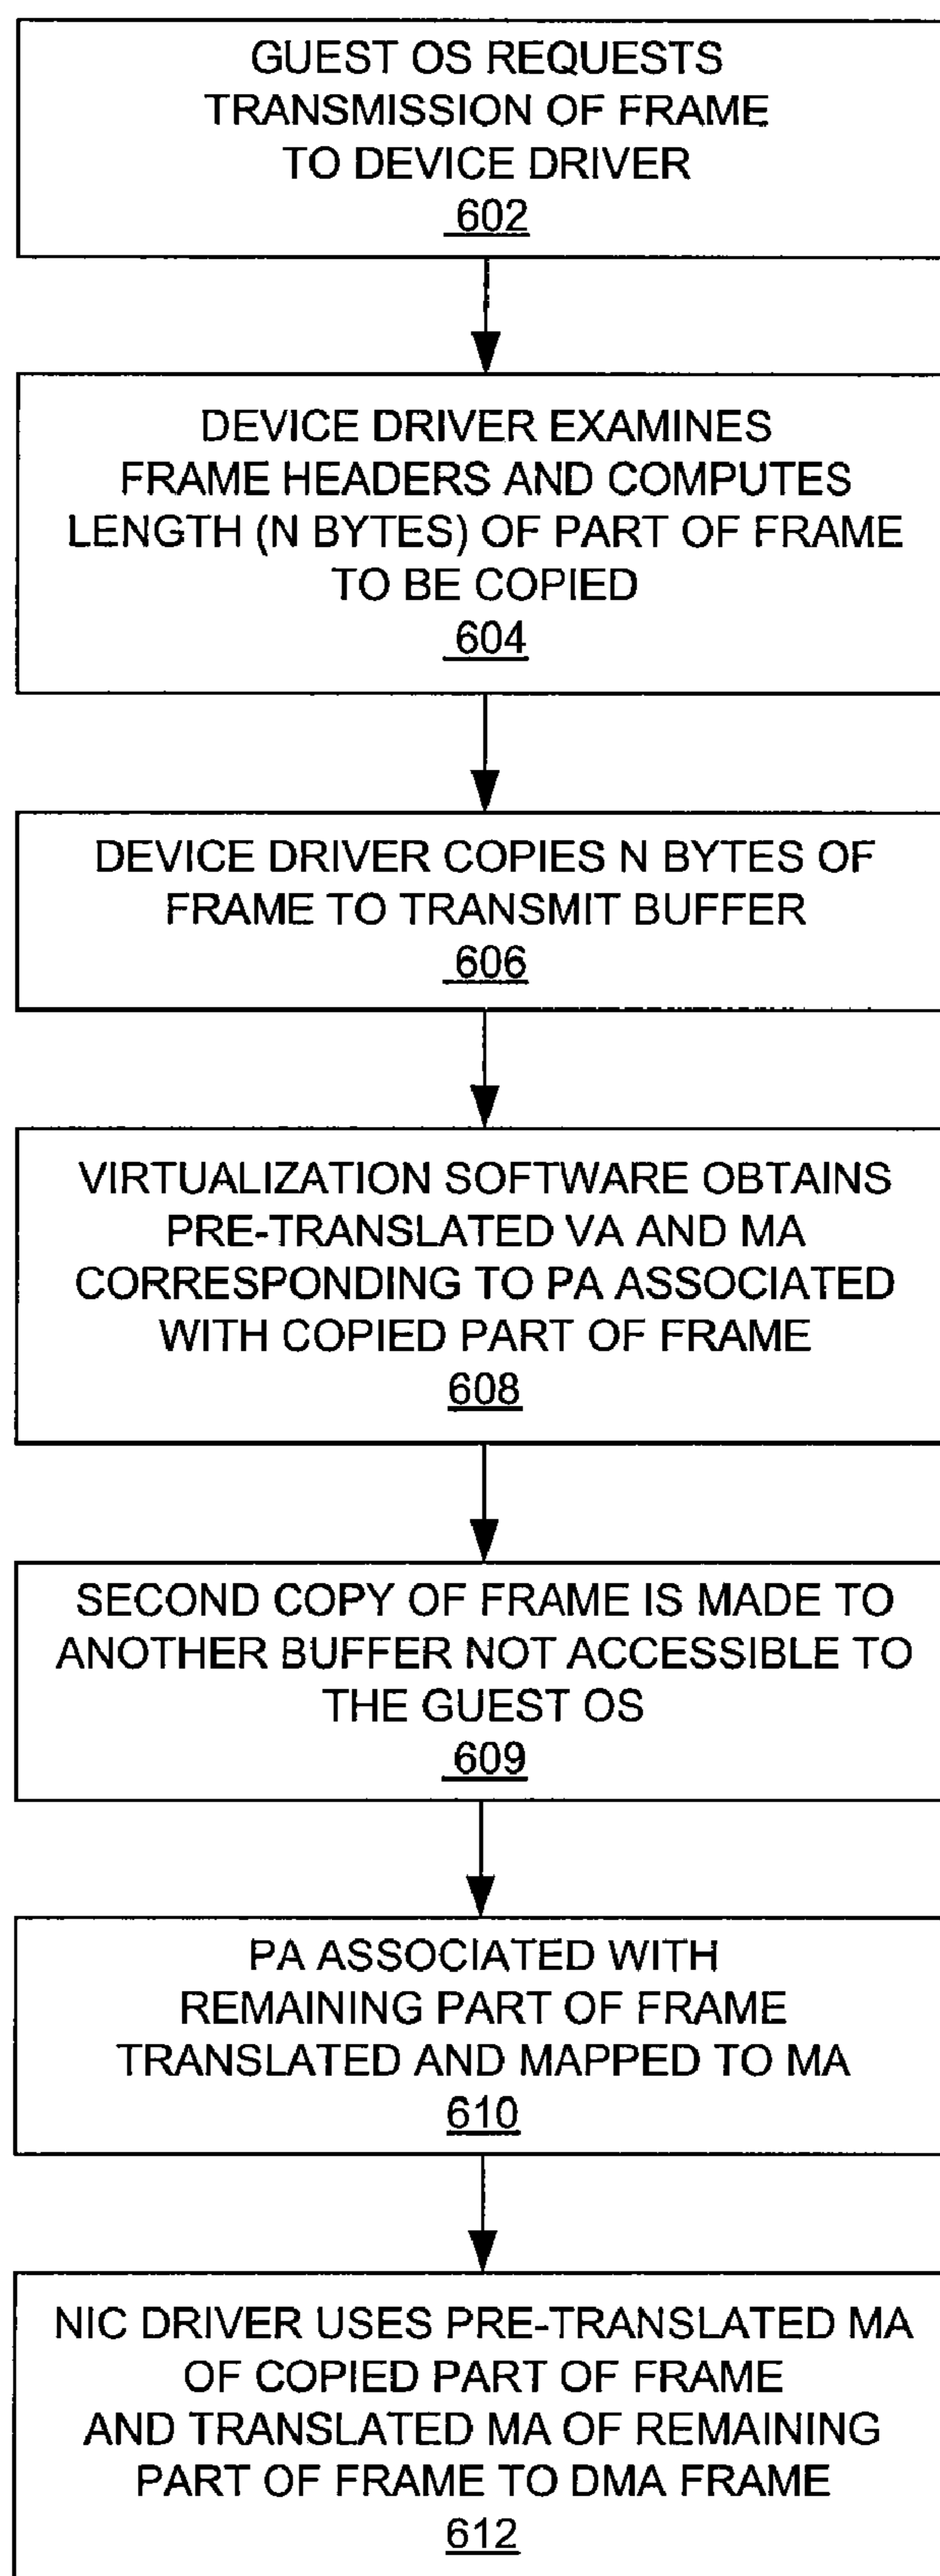 GUEST OS REQUESTS
TRANSMISSION OF FRAME
TO DEVICE DRIVER
602
DEVICE DRIVER EXAMINES
FRAME HEADERS AND COMPUTES
LENGTH (N BYTES) OF PART OF FRAME
TO BE COPIED
604
DEVICE DRIVER COPIES N BYTES OF
FRAME TO TRANSMIT BUFFER
606
VIRTUALIZATION SOFTWARE OBTAINS
PRE-TRANSLATED VA AND MA
CORRESPONDING TO PA ASSOCIATED
WITH COPIED PART OF FRAME
608
SECOND COPY OF FRAME IS MADE TO
ANOTHER BUFFER NOT ACCESSIBLE TO
THE GUEST OS
609
PA ASSOCIATED WITH
REMAINING PART OF FRAME
TRANSLATED AND MAPPED TO MA
610
NIC DRIVER USES PRE-TRANSLATED MA
OF COPIED PART OF FRAME
AND TRANSLATED MA OF REMAINING
PART OF FRAME TO DMA FRAME
612